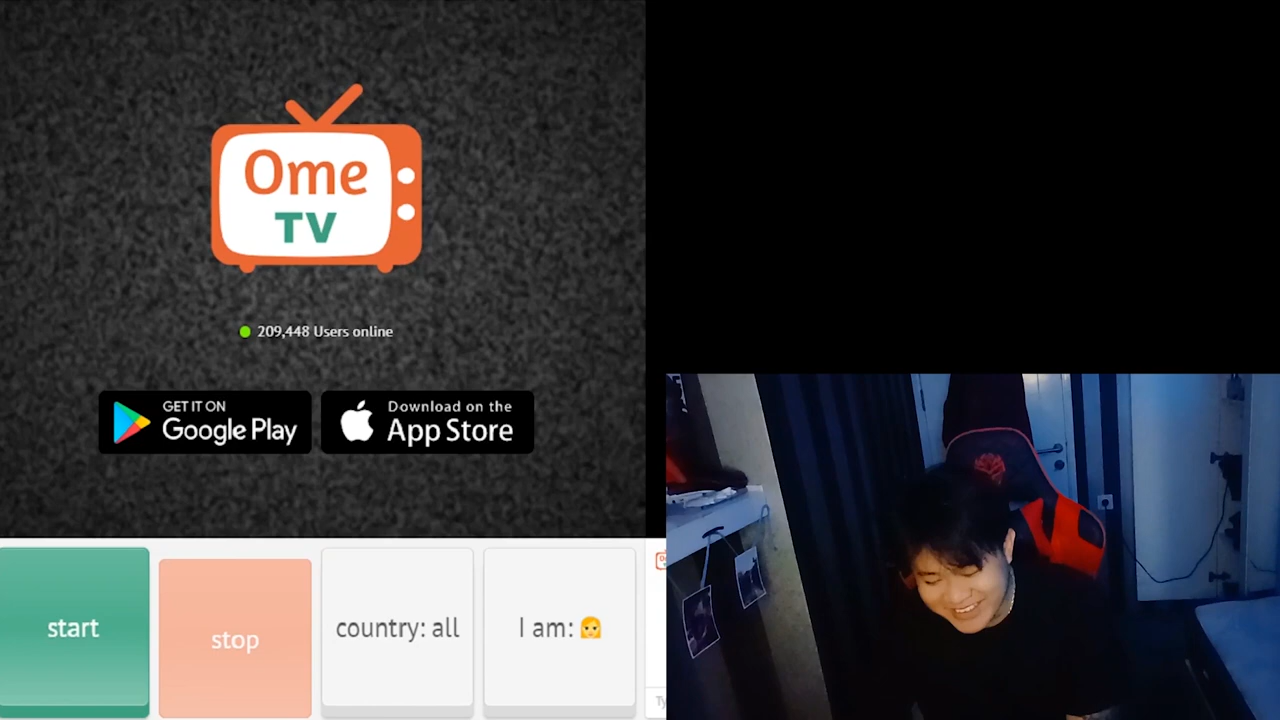 Ome
TV
209,448 Users online
GET IT ON
Google Play
Download on the
App Store
start
stop
country: all
I am: 👩